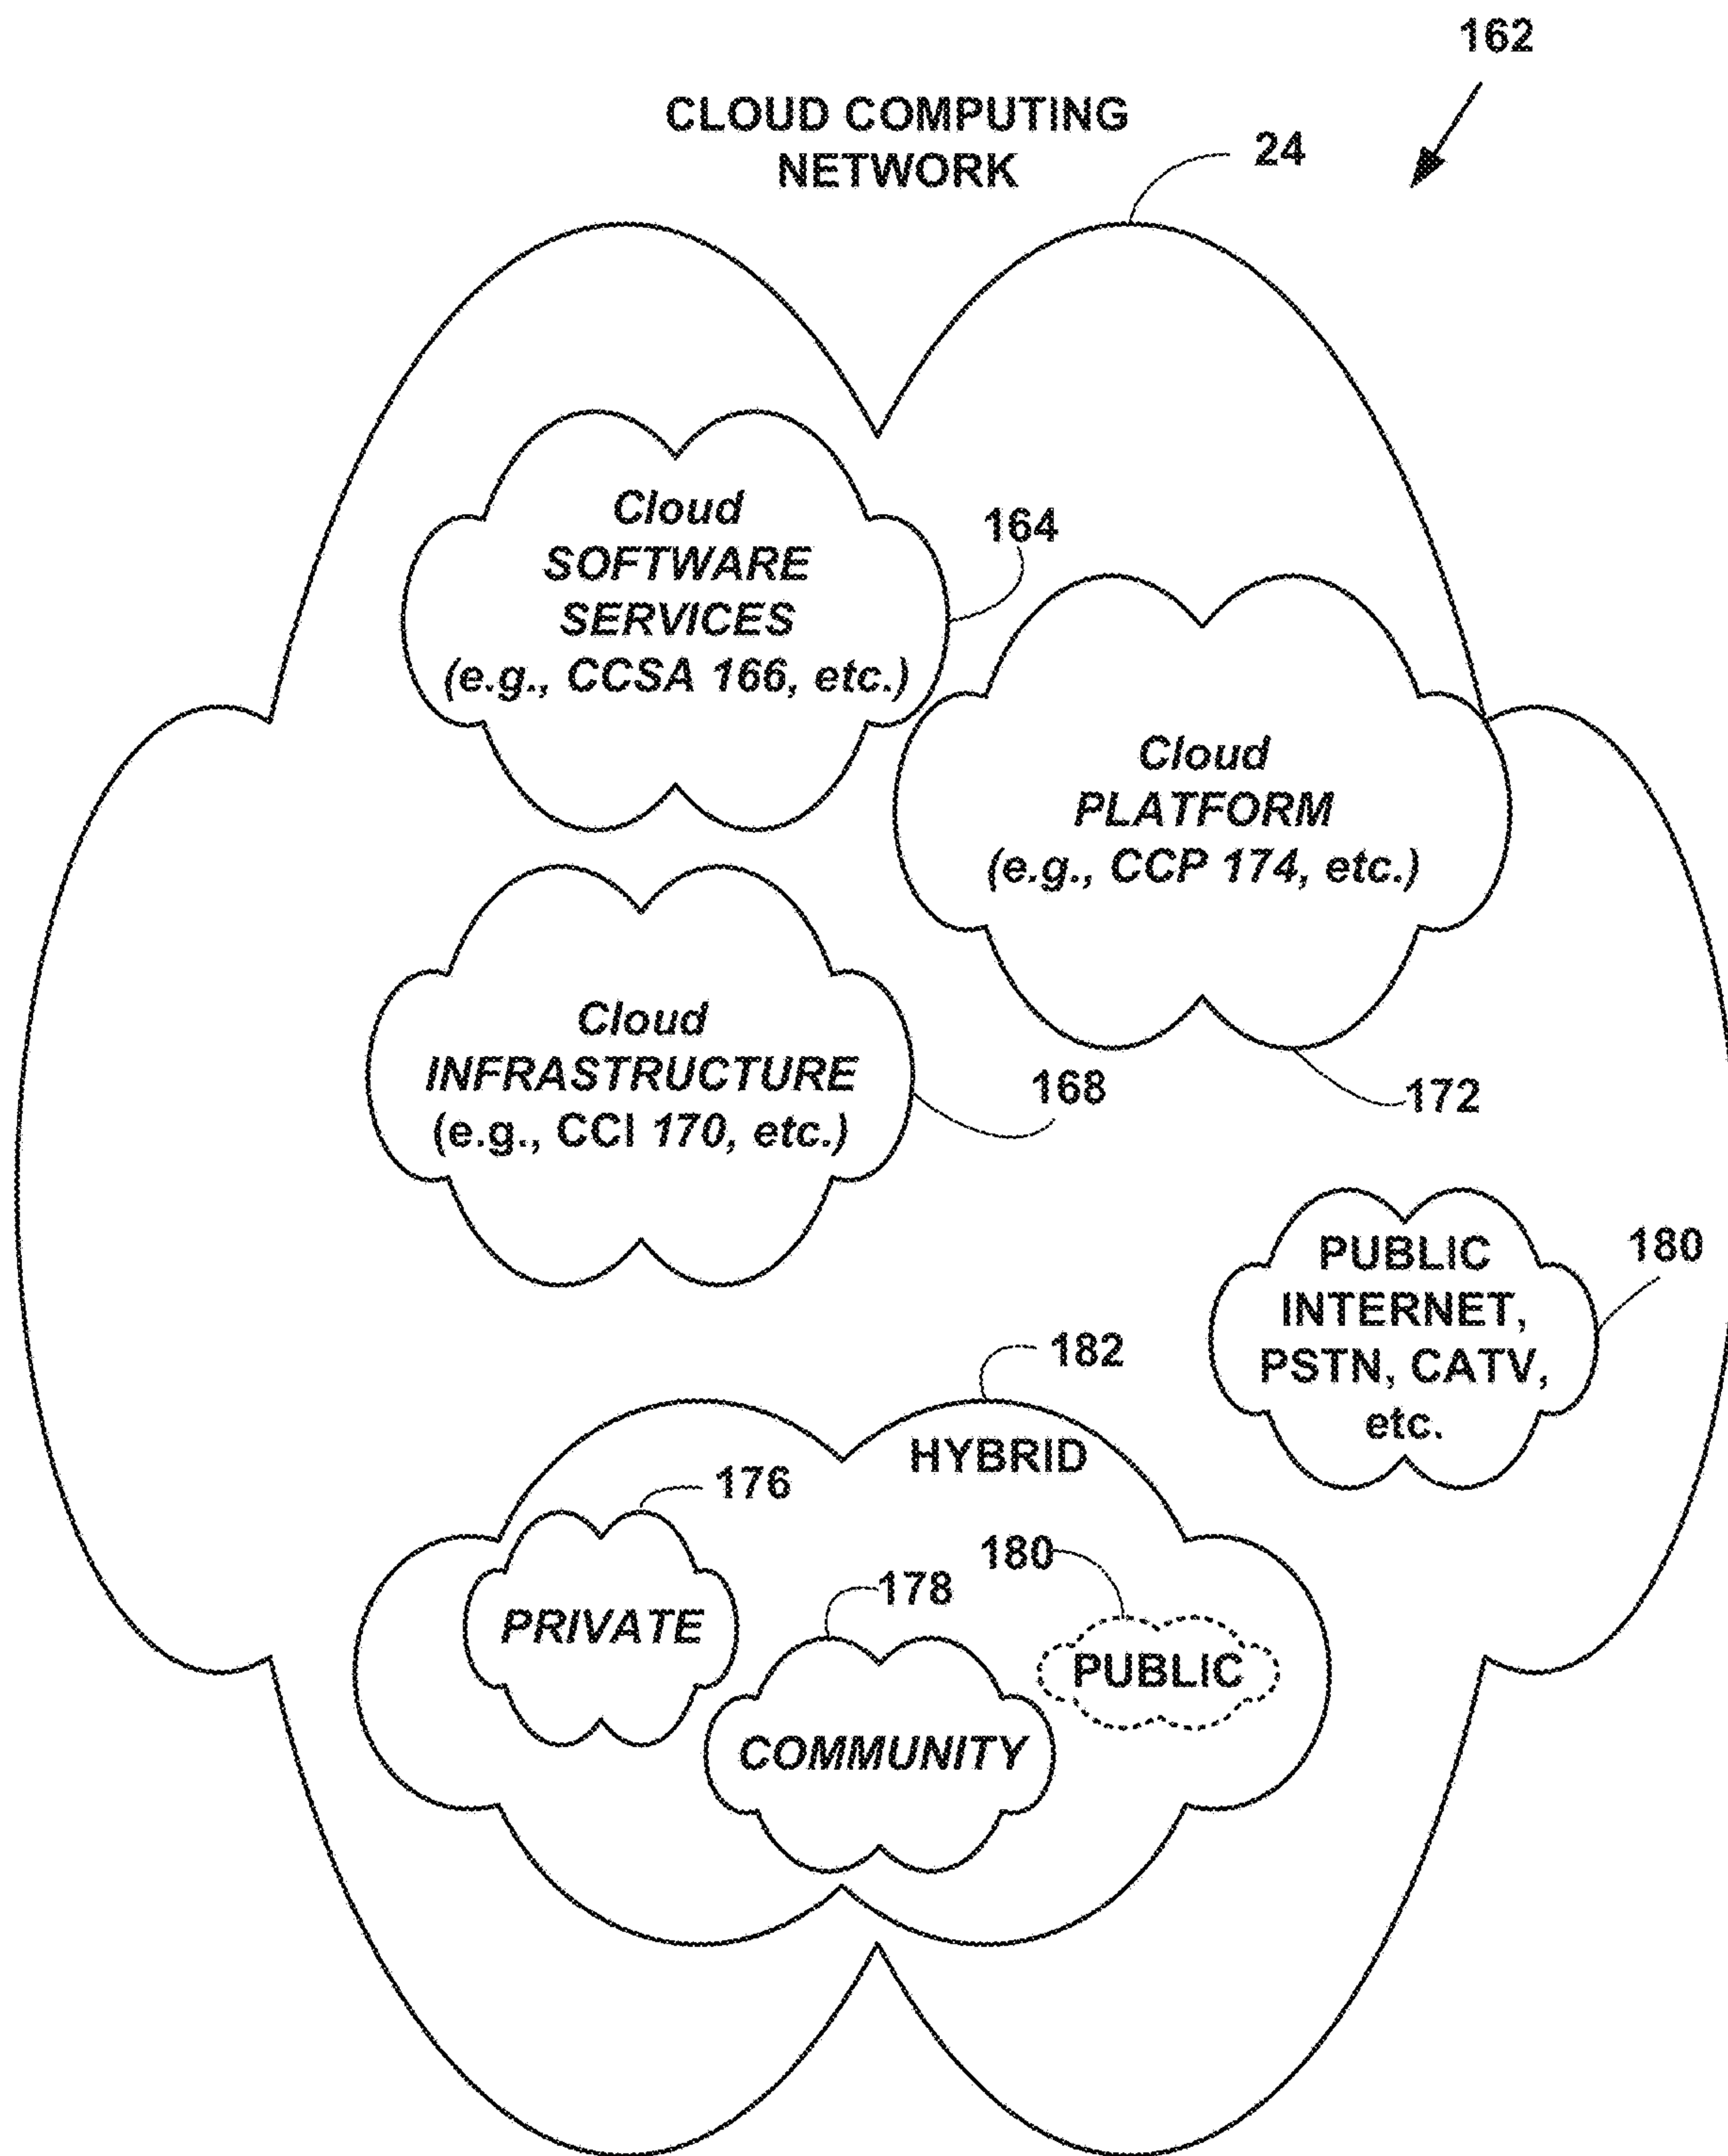 162
CLOUD COMPUTING
NETWORK
24
Cloud
SOFTWARE
SERVICES
(e.g., CCSA 166, etc.)
164
Cloud
PLATFORM
(e.g., CCP 174, etc.)
172
Cloud
INFRASTRUCTURE
(e.g., CCI 170, etc.)
168
PUBLIC
INTERNET,
PSTN, CATV,
etc.
180
182
HYBRID
176
PRIVATE
178
COMMUNITY
180
PUBLIC